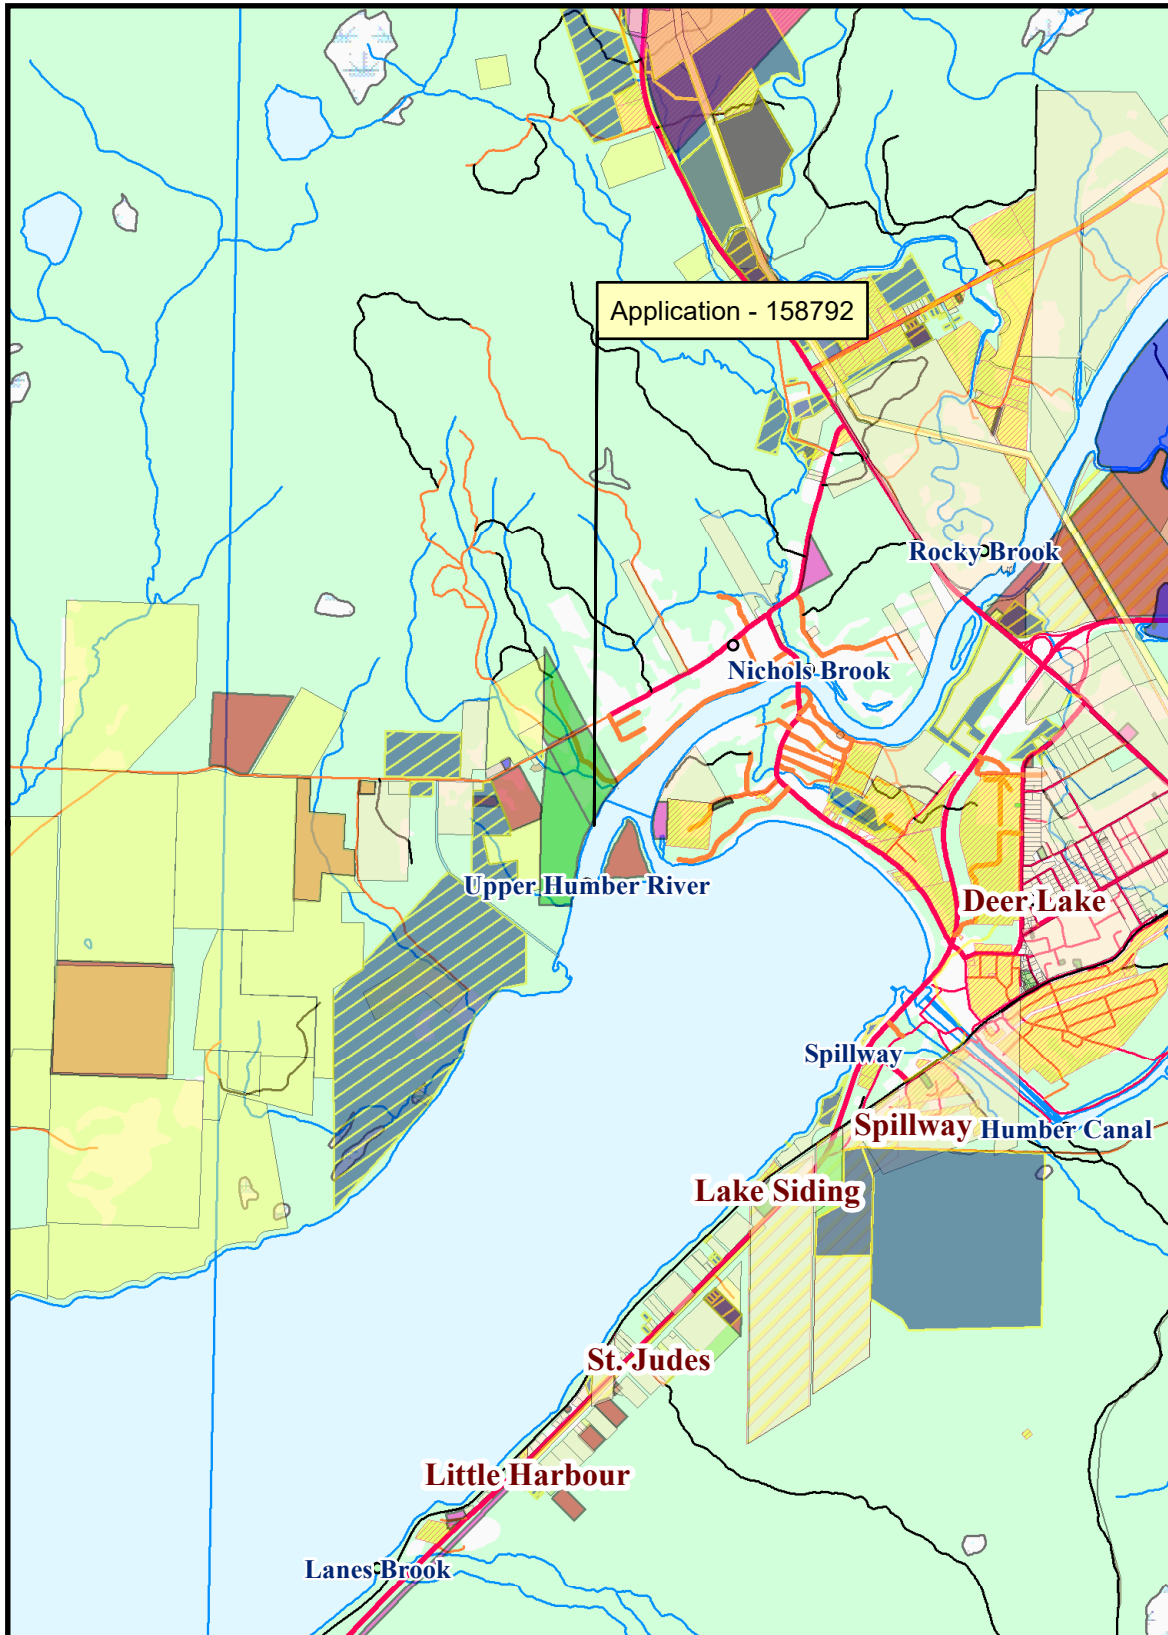 Application - 158792
Rocky Brook
Nichols Brook
Upper Humber River
Deer Lake
Spillway
Spillway
Humber Canal
Lake Siding
St. Judes
Little Harbour
Lanes Brook